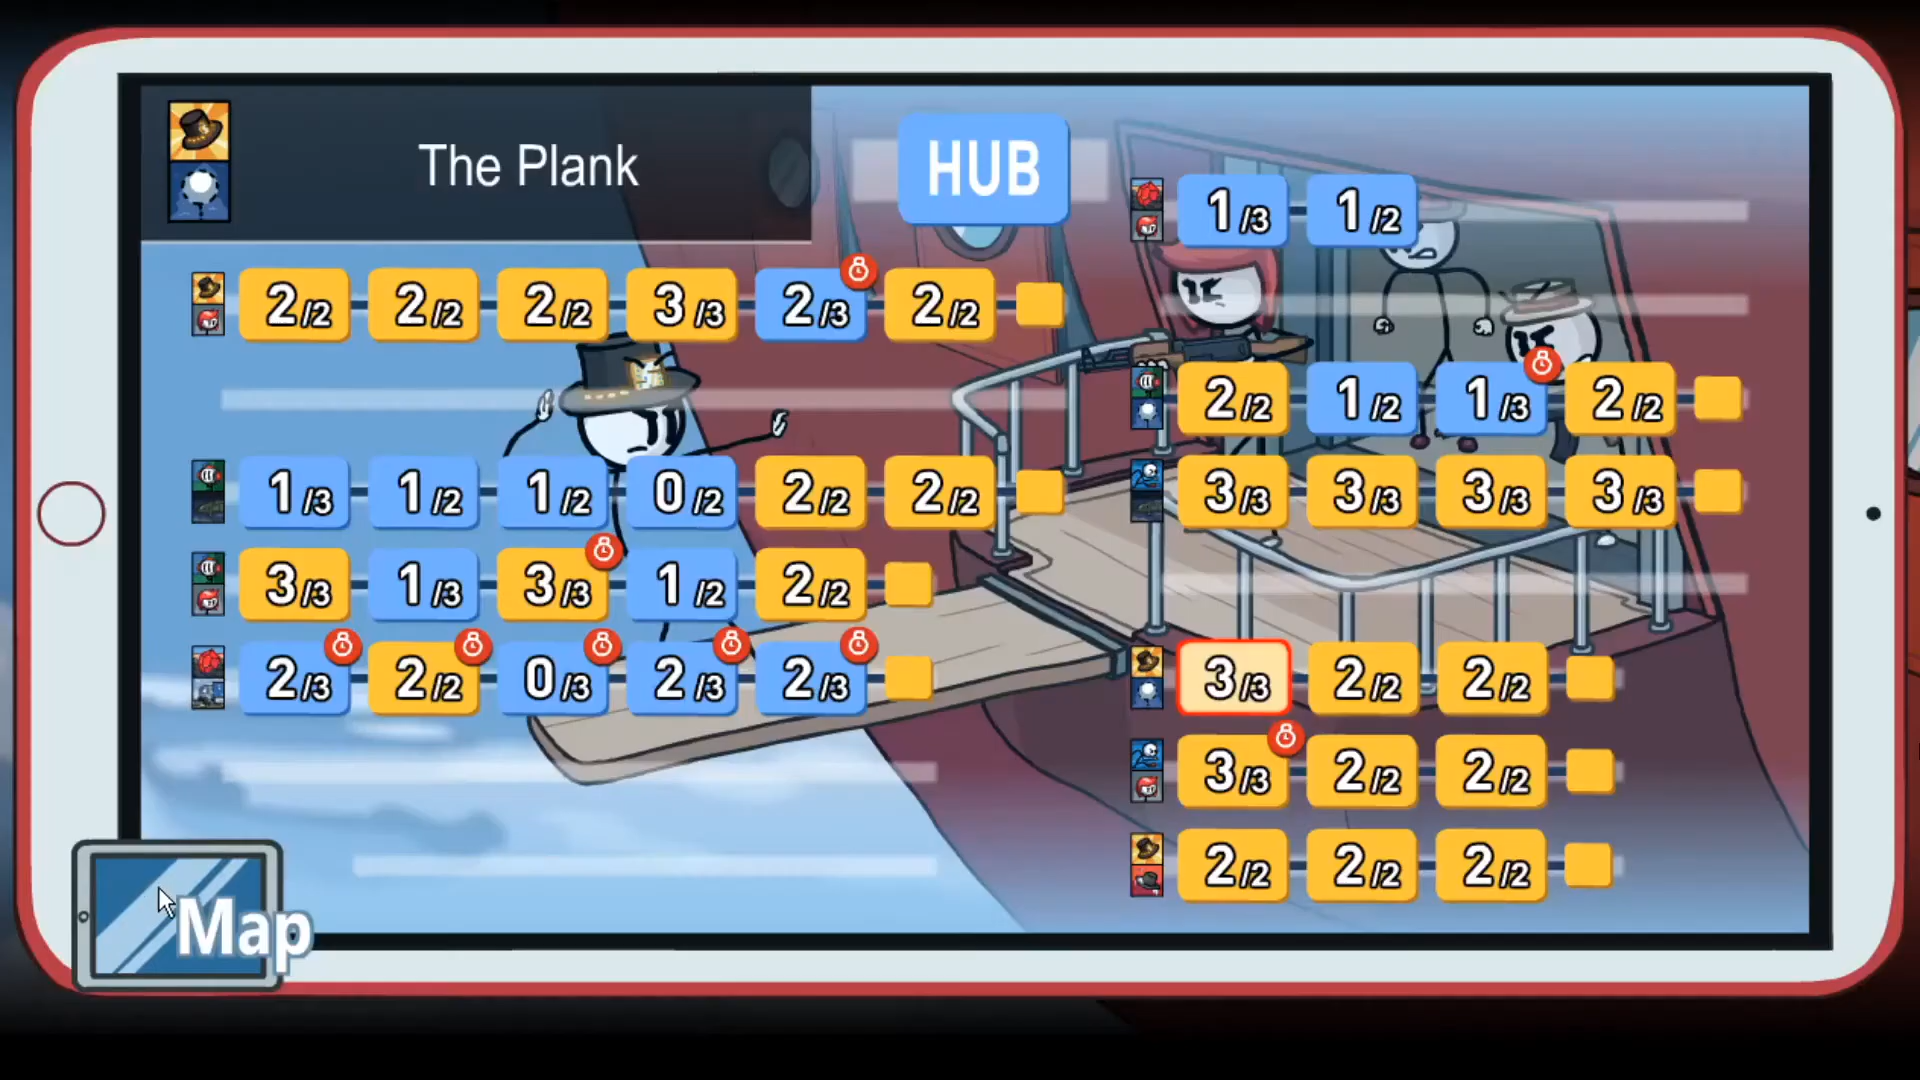 The Plank
HUB
2/2 2/2 2/2 3/3 2/3 2/2
1/3 1/2 1/2 0/2 2/2 2/2
3/3 1/3 3/3 1/2 2/2
2/3 2/2 0/3 2/3 2/3
1/3 1/2
2/2 1/2 1/3 2/2
3/3 3/3 3/3 3/3
3/3 2/2 2/2
3/3 2/2 2/2
2/2 2/2 2/2
Map